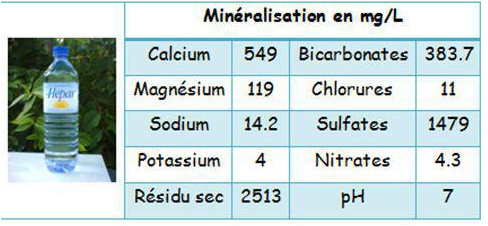 Minéralisation en mg/L
Hépar
Calcium 549 Bicarbonates 383.7
Magnésium 119 Chlorures 11
Sodium 14.2 Sulfates 1479
Potassium 4 Nitrates 4.3
Résidu sec 2513 pH 7